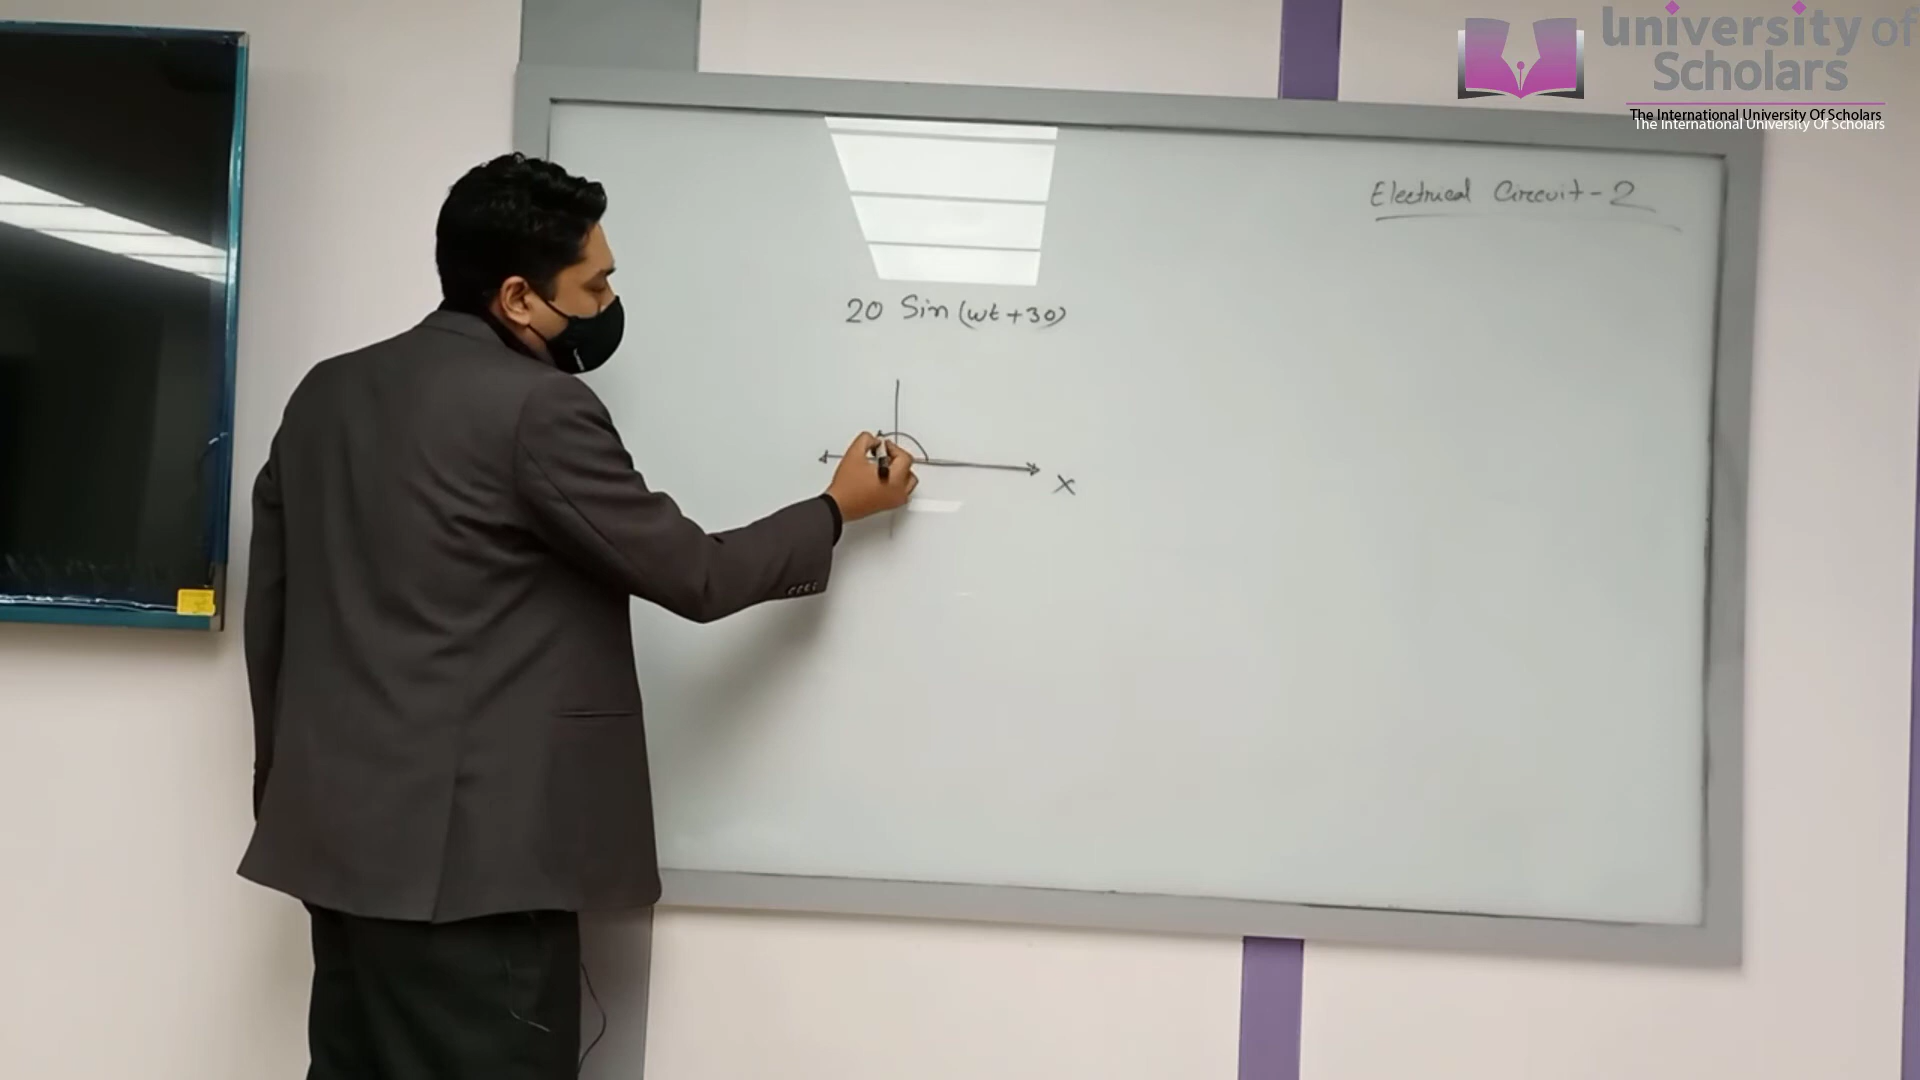 University of
Scholars
The International University Of Scholars
The International University Of Scholars
Electrical Circuit - 2
20 Sin (wt + 30)
X